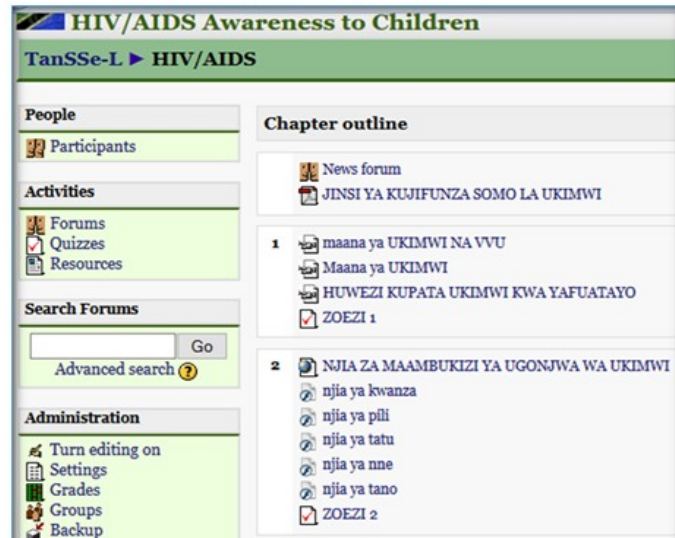 HIV/AIDS Awareness to Children
TanSSe-L ► HIV/AIDS
People
Participants
Activities
Forums
Quizzes
Resources
Search Forums
Go
Advanced search ?
Administration
Turn editing on
Settings
Grades
Groups
Backup
Chapter outline
News forum
JINSI YA KUJIFUNZA SOMO LA UKIMWI
1 maana ya UKIMWI NA VVU
Maana ya UKIMWI
HUWEZI KUPATA UKIMWI KWA YAFUATAYO
ZOEZI 1
2 NJIA ZA MAAMBUKIZI YA UGONJWA WA UKIMWI
njia ya kwanza
njia ya pili
njia ya tatu
njia ya nne
njia ya tano
ZOEZI 2